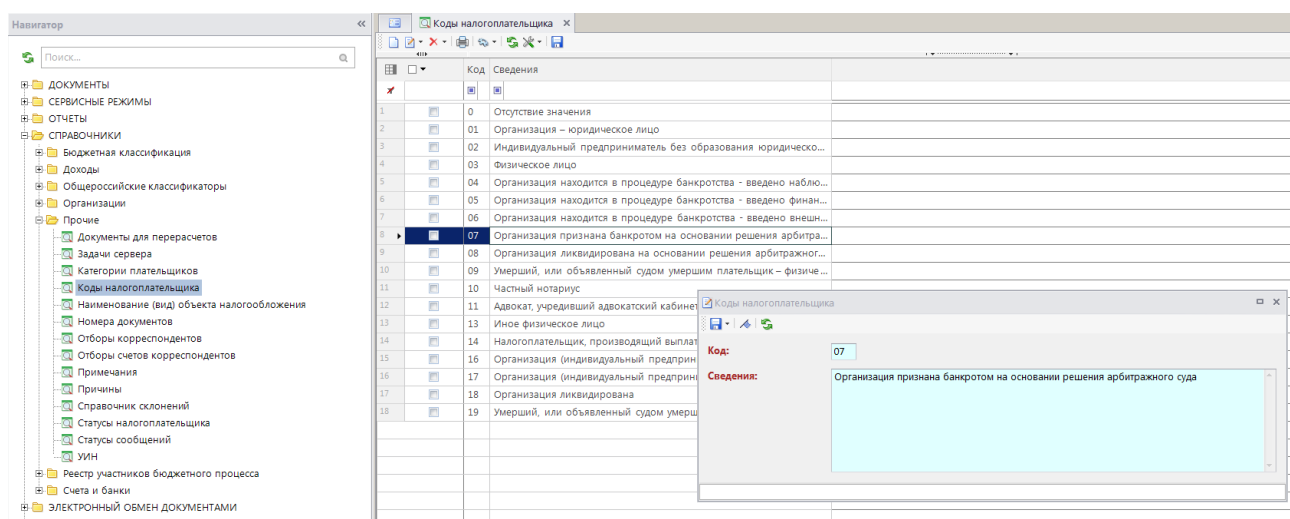 Навигатор
Поиск...
ДОКУМЕНТЫ
СЕРВИСНЫЕ РЕЖИМЫ
ОТЧЕТЫ
СПРАВОЧНИКИ
Бюджетная классификация
Доходы
Общероссийские классификаторы
Организации
Прочие
Документы для перерасчетов
Задачи сервера
Категории плательщиков
Коды налогоплательщика
Наименование (вид) объекта налогообложения
Номера документов
Отборы корреспондентов
Отборы счетов корреспондентов
Примечания
Причины
Справочник склонений
Статусы налогоплательщика
Статусы сообщений
УИН
Реестр участников бюджетного процесса
Счета и банки
ЭЛЕКТРОННЫЙ ОБМЕН ДОКУМЕНТАМИ
Коды налогоплательщика
Код Сведения
1 0 Отсутствие значения
2 01 Организация – юридическое лицо
3 02 Индивидуальный предприниматель без образования юридическо...
4 03 Физическое лицо
5 04 Организация находится в процедуре банкротства - введено наблю...
6 05 Организация находится в процедуре банкротства - введено финан...
7 06 Организация находится в процедуре банкротства - введено внешн...
8 07 Организация признана банкротом на основании решения арбитра...
9 08 Организация ликвидирована на основании решения арбитражног...
10 09 Умерший, или объявленный судом умершим плательщик – физиче...
11 10 Частный нотариус
12 11 Адвокат, учредивший адвокатский кабинет
13 13 Иное физическое лицо
14 14 Налогоплательщик, производящий выплат
15 16 Организация (индивидуальный предприн
16 17 Организация (индивидуальный предприн
17 18 Организация ликвидирована
18 19 Умерший, или объявленный судом умерш
Коды налогоплательщика
Код: 07
Сведения: Организация признана банкротом на основании решения арбитражного суда